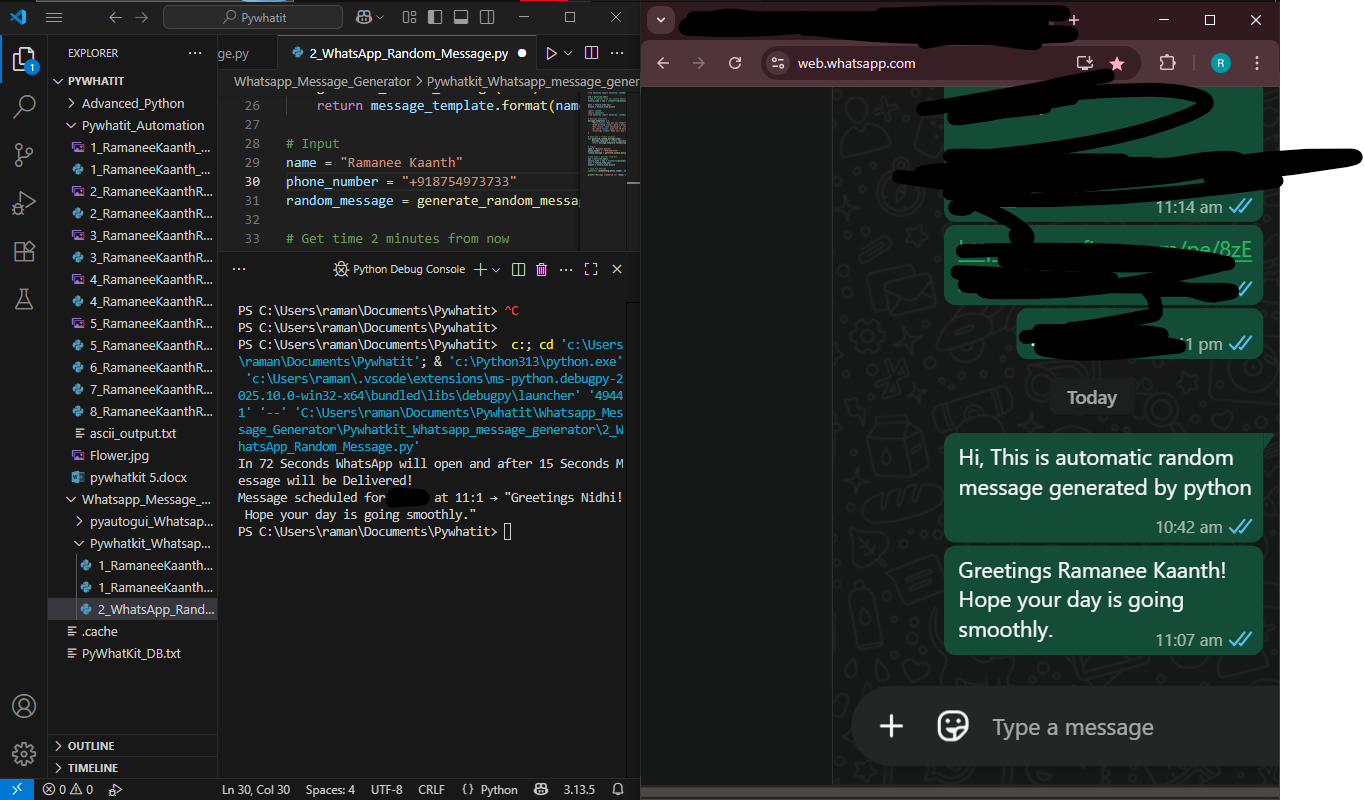 Pywhatit
EXPLORER
PYWHATIT
Advanced_Python
Pywhatit_Automation
1_RamaneeKaanth_...
1_RamaneeKaanth_...
2_RamaneeKaanthR...
2_RamaneeKaanthR...
3_RamaneeKaanthR...
3_RamaneeKaanthR...
4_RamaneeKaanthR...
4_RamaneeKaanthR...
5_RamaneeKaanthR...
5_RamaneeKaanthR...
6_RamaneeKaanthR...
7_RamaneeKaanthR...
8_RamaneeKaanthR...
ascii_output.txt
Flower.jpg
pywhatkit 5.docx
Whatsapp_Message_...
pyautogui_Whatsap...
Pywhatkit_Whatsap...
1_RamaneeKaanth...
1_RamaneeKaanth...
2_WhatsApp_Rand...
.cache
PyWhatKit_DB.txt
OUTLINE
TIMELINE
1
ge.py
2_WhatsApp_Random_Message.py
Whatsapp_Message_Generator > Pywhatkit_Whatsapp_message_gener
26 return message_template.format(nam
27
28 # Input
29 name = "Ramanee Kaanth"
30 phone_number = "+918754973733"
31 random_message = generate_random_messa
32
33 # Get time 2 minutes from now
Python Debug Console
PS C:\Users\raman\Documents\Pywhatit> ^C
PS C:\Users\raman\Documents\Pywhatit>
PS C:\Users\raman\Documents\Pywhatit> c:; cd 'c:\Users
\raman\Documents\Pywhatit'; & 'c:\Python313\python.exe'
'c:\Users\raman\.vscode\extensions\ms-python.debugpy-2
025.10.0-win32-x64\bundled\libs\debugpy\launcher' '4944
1' '--' 'C:\Users\raman\Documents\Pywhatit\Whatsapp_Mes
sage_Generator\Pywhatkit_Whatsapp_message_generator\2_W
hatsApp_Random_Message.py'
In 72 Seconds WhatsApp will open and after 15 Seconds M
essage will be Delivered!
Message scheduled for at 11:1 → "Greetings Nidhi!
Hope your day is going smoothly."
PS C:\Users\raman\Documents\Pywhatit>
0 0
Ln 30, Col 30 Spaces: 4 UTF-8 CRLF {} Python 3.13.5
web.whatsapp.com
R
11:14 am
pe/8zE
pm
Today
Hi, This is automatic random
message generated by python
10:42 am
Greetings Ramanee Kaanth!
Hope your day is going
smoothly.
11:07 am
Type a message